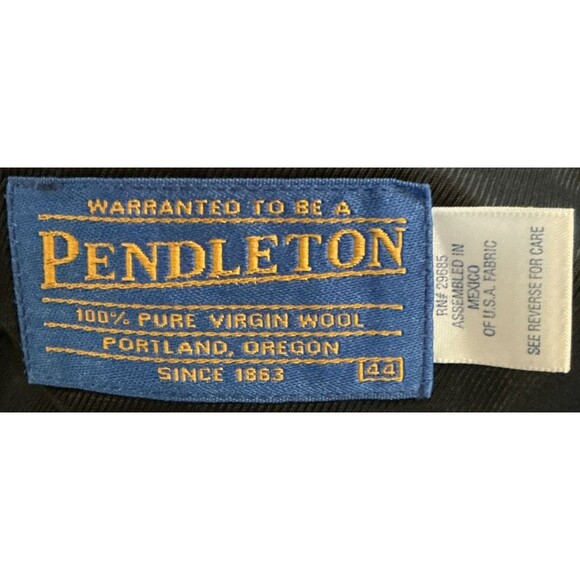 WARRANTED TO BE A
PENDLETON
100% PURE VIRGIN WOOL
PORTLAND, OREGON
SINCE 1863
44
RN# 29685
ASSEMBLED IN
MEXICO
OF U.S.A. FABRIC
SEE REVERSE FOR CARE